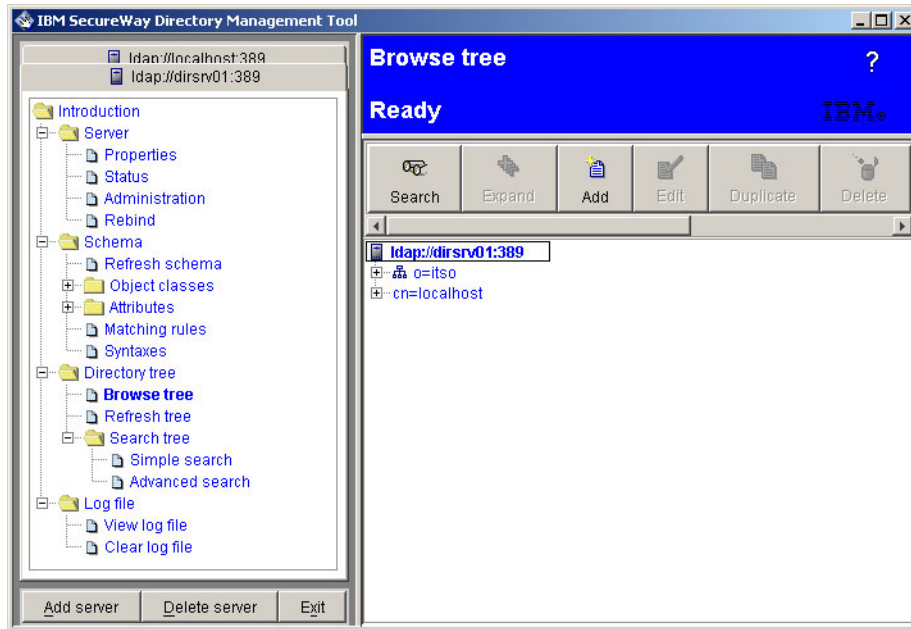 IBM SecureWay Directory Management Tool
ldap://localhost:389
ldap://dirsrv01:389
Introduction
Server
Properties
Status
Administration
Rebind
Schema
Refresh schema
Object classes
Attributes
Matching rules
Syntaxes
Directory tree
Browse tree
Refresh tree
Search tree
Simple search
Advanced search
Log file
View log file
Clear log file
Add server
Delete server
Exit
Browse tree
?
Ready
IBM
Search
Expand
Add
Edit
Duplicate
Delete
ldap://dirsrv01:389
o=itso
cn=localhost